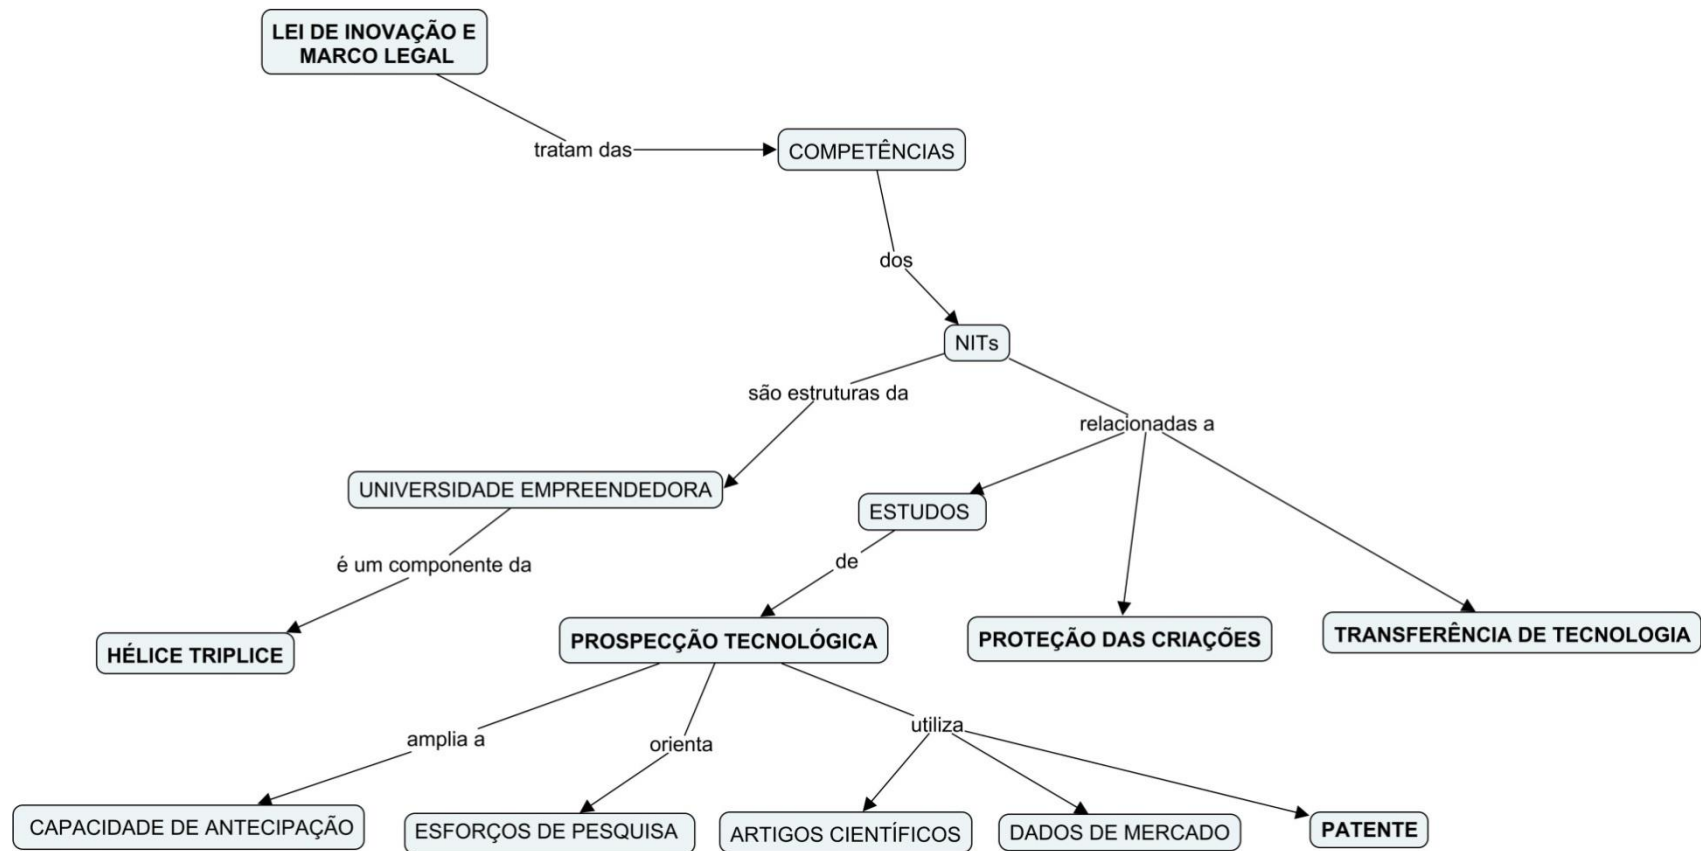 LEI DE INOVAÇÃO E
MARCO LEGAL
tratam das
COMPETÊNCIAS
dos
NITs
são estruturas da
relacionadas a
UNIVERSIDADE EMPREENDEDORA
ESTUDOS
é um componente da
de
HÉLICE TRIPLICE
PROSPECÇÃO TECNOLÓGICA
PROTEÇÃO DAS CRIAÇÕES
TRANSFERÊNCIA DE TECNOLOGIA
amplia a
orienta
utiliza
CAPACIDADE DE ANTECIPAÇÃO
ESFORÇOS DE PESQUISA
ARTIGOS CIENTÍFICOS
DADOS DE MERCADO
PATENTE